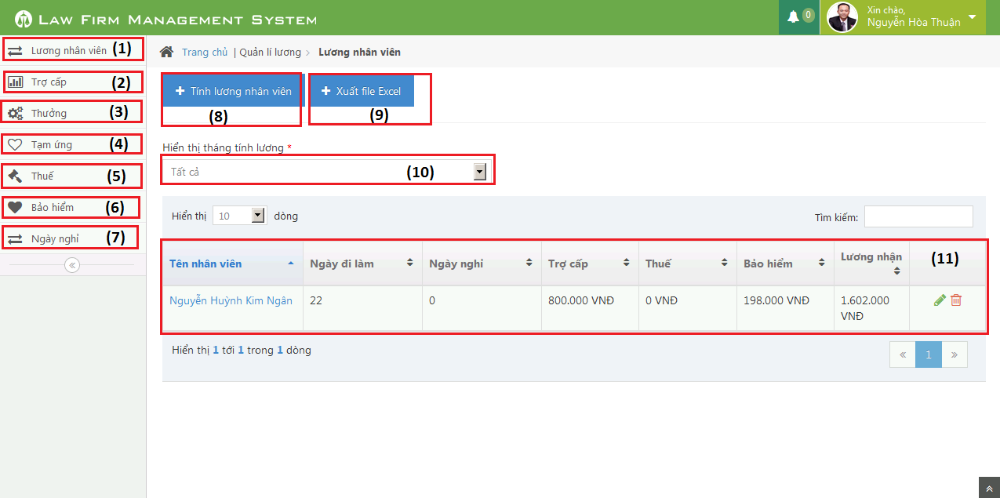 LAW FIRM MANAGEMENT SYSTEM
0
Xin chào,
Nguyễn Hòa Thuận
Lương nhân viên (1)
Trợ cấp (2)
Thưởng (3)
Tạm ứng (4)
Thuế (5)
Bảo hiểm (6)
Ngày nghỉ (7)
«
Trang chủ | Quản lí lương > Lương nhân viên
+ Tính lương nhân viên
(8)
+ Xuất file Excel
(9)
Hiển thị tháng tính lương *
Tất cả (10)
Hiển thị 10 dòng
Tìm kiếm:
Tên nhân viên Ngày đi làm Ngày nghỉ Trợ cấp Thuế Bảo hiểm Lương nhận (11)
Nguyễn Huỳnh Kim Ngân 22 0 800.000 VNĐ 0 VNĐ 198.000 VNĐ 1.602.000
VNĐ
Hiển thị 1 tới 1 trong 1 dòng
« 1 »